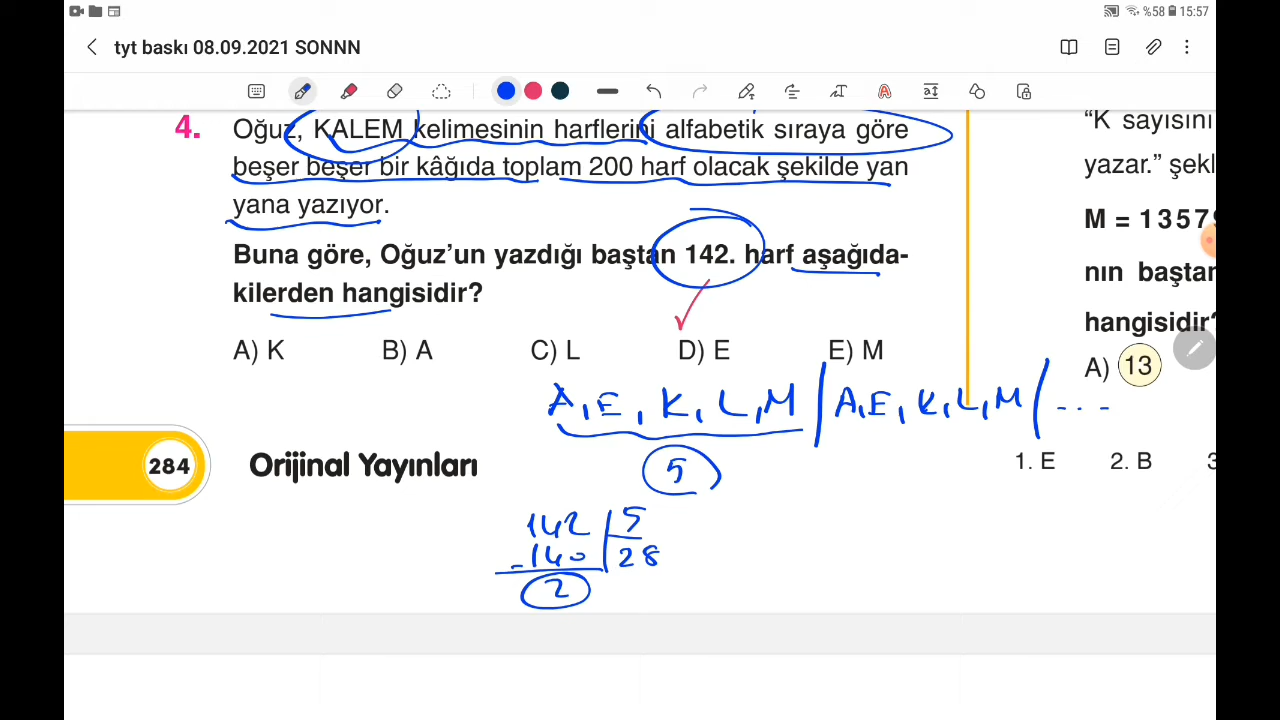 %58 15:57
tyt baskı 08.09.2021 SONNN
4. Oğuz, KALEM kelimesinin harflerini alfabetik sıraya göre
beşer beşer bir kâğıda toplam 200 harf olacak şekilde yan
yana yazıyor.
Buna göre, Oğuz'un yazdığı baştan 142. harf aşağıda-
kilerden hangisidir?
A) K B) A C) L D) E E) M
A, E, K, L, M | A, E, K, L, M | ...
5
142 | 5
-140 | 28
2
284 Orijinal Yayınları
"K sayısını
yazar." şekl
M = 13579
nın baştan
hangisidir?
A) 13
1. E 2. B 3